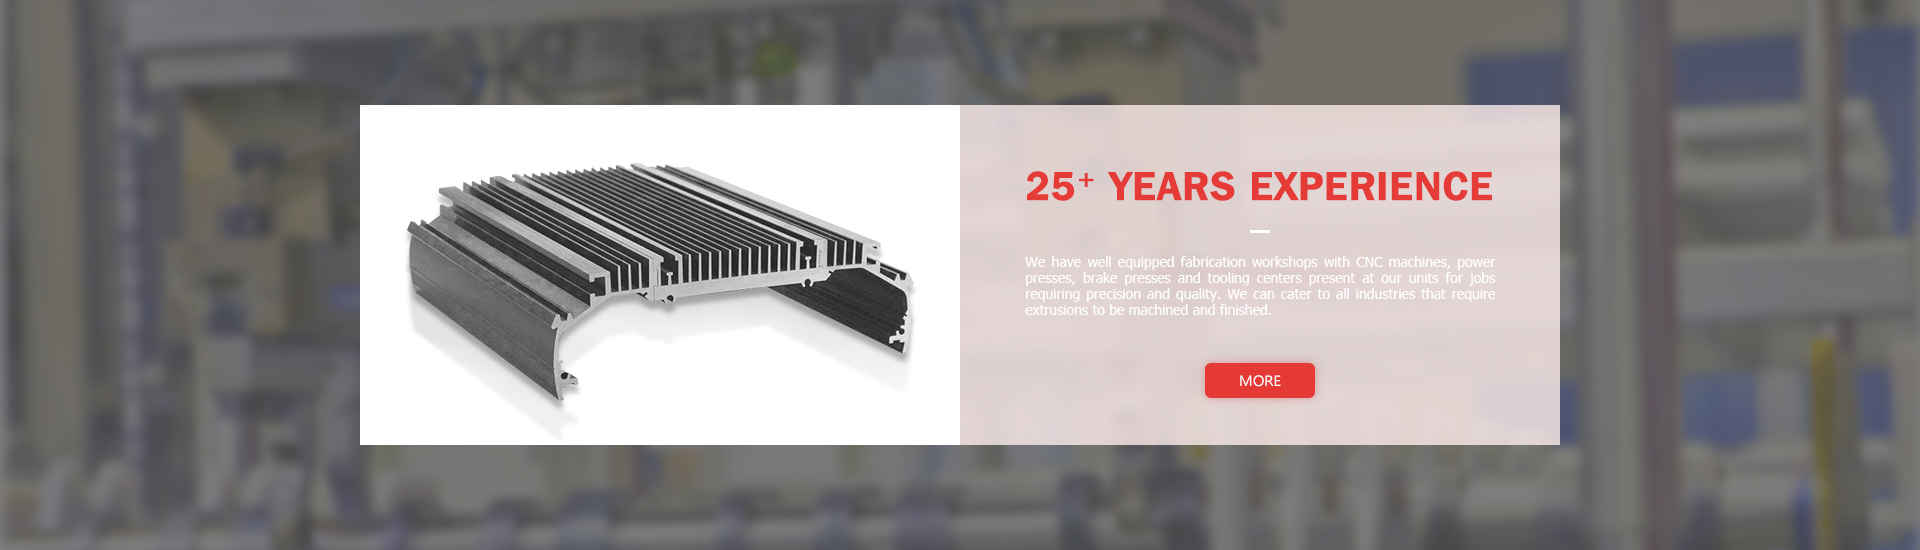 25+ YEARS EXPERIENCE
We have well equipped fabrication workshops with CNC machines, power
presses, brake presses and tooling centers present at our units for jobs
requiring precision and quality. We can cater to all industries that require
extrusions to be machined and finished.
MORE